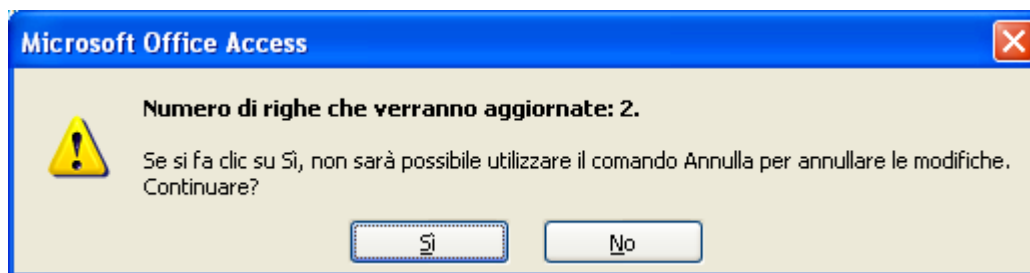 Microsoft Office Access
Numero di righe che verranno aggiornate: 2.
Se si fa clic su Sì, non sarà possibile utilizzare il comando Annulla per annullare le modifiche.
Continuare?
Sì
No